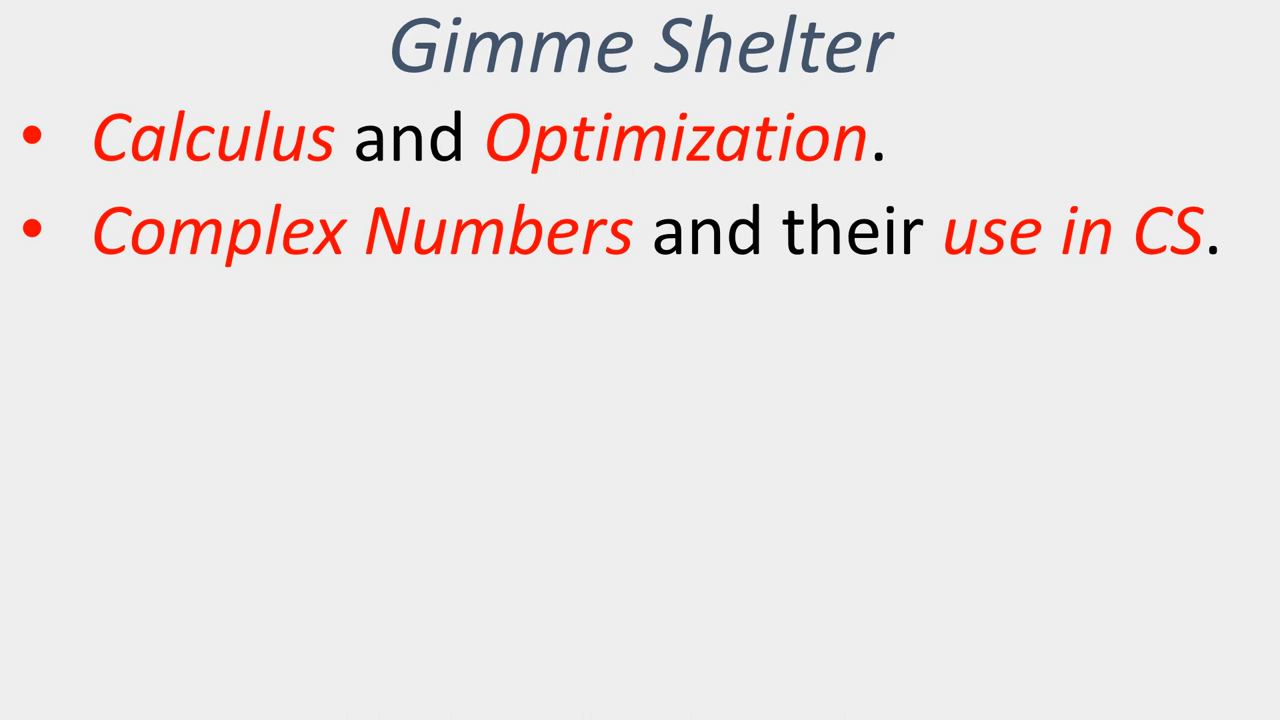 Gimme Shelter
• Calculus and Optimization.
• Complex Numbers and their use in CS.